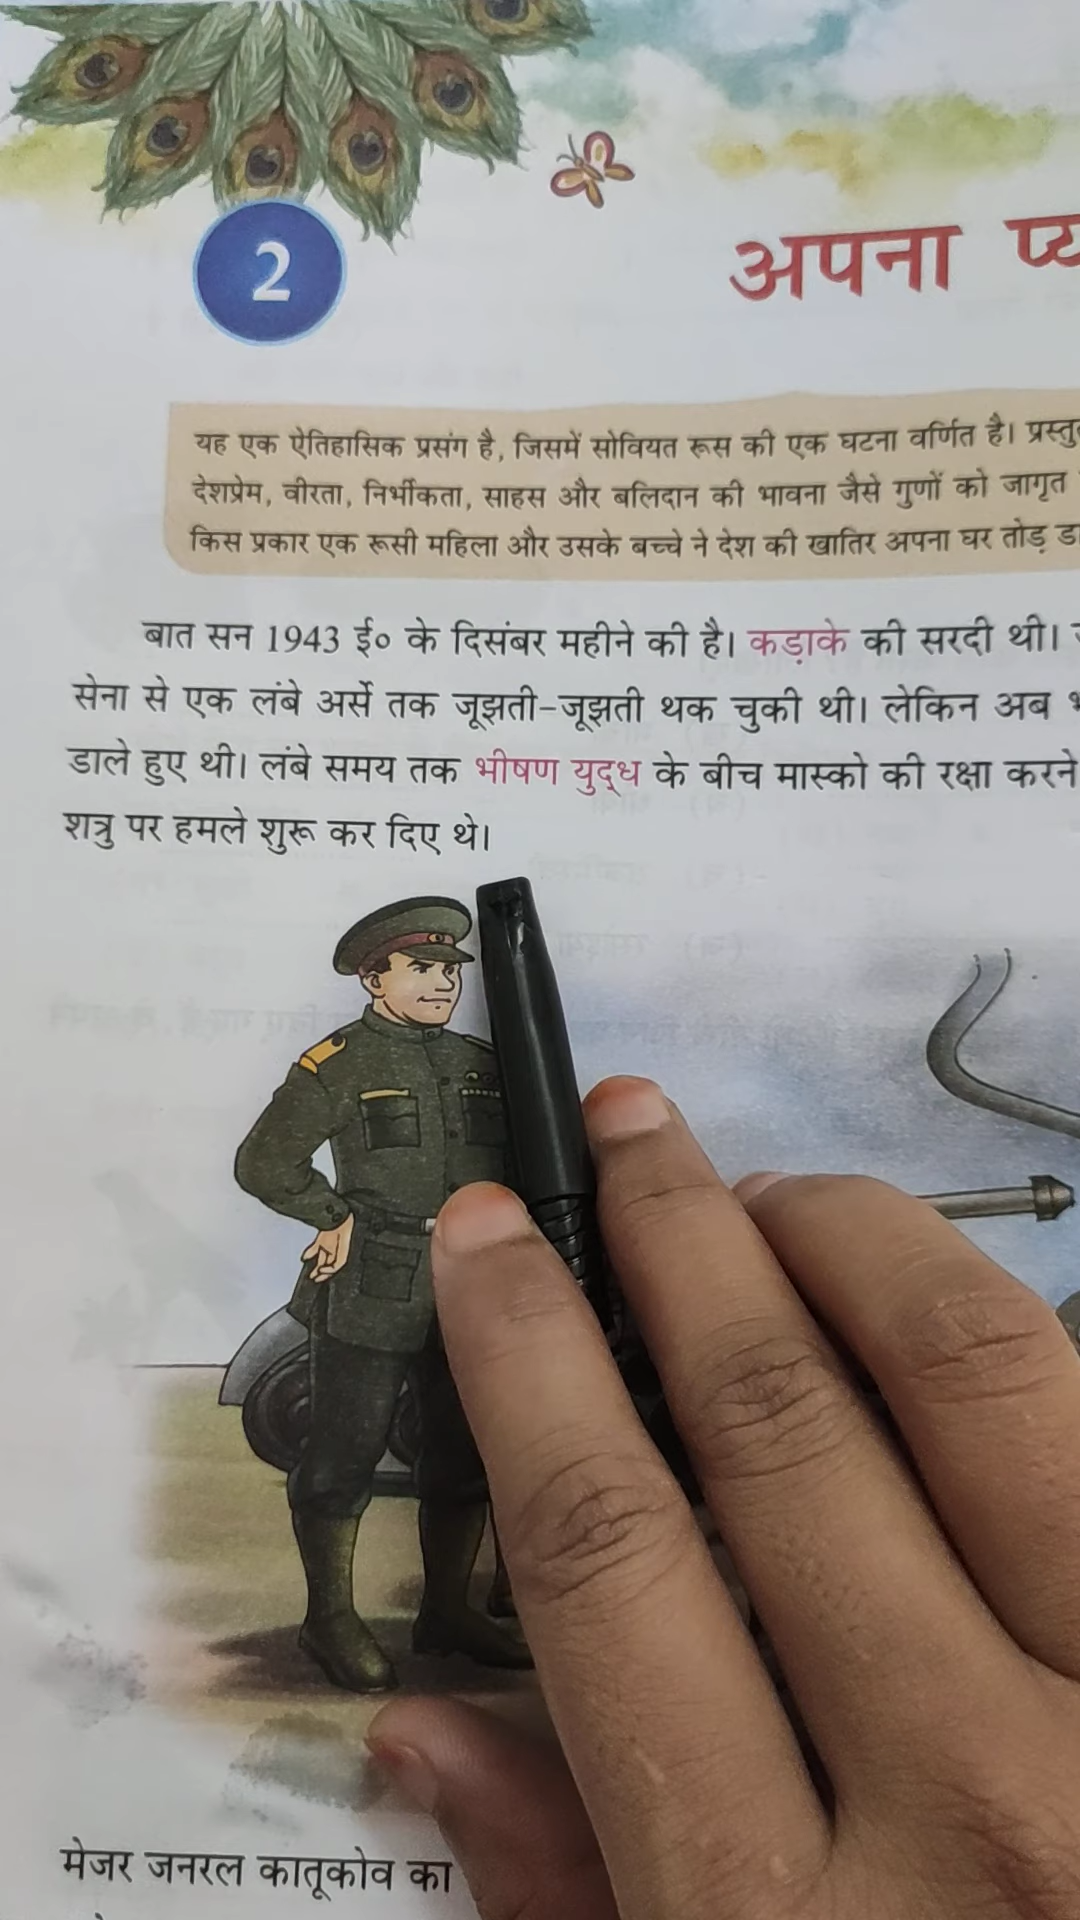 2
अपना
यह एक ऐतिहासिक प्रसंग है, जिसमें सोवियत रूस की एक घटना वर्णित है।
देशप्रेम, वीरता, निर्भीकता, साहस और बलिदान की भावना जैसे गुणों को जागृत
किस प्रकार एक रूसी महिला और उसके बच्चे ने देश की खातिर अपना घर तोड़
बात सन 1943 ई० के दिसंबर महीने की है। कड़ाके की सरदी थी।
सेना से एक लंबे अर्से तक जूझती-जूझती थक चुकी थी। लेकिन अब
डाले हुए थी। लंबे समय तक भीषण युद्ध के बीच मास्को की रक्षा करने
शत्रु पर हमले शुरू कर दिए थे।
मेजर जनरल कातूकोव का